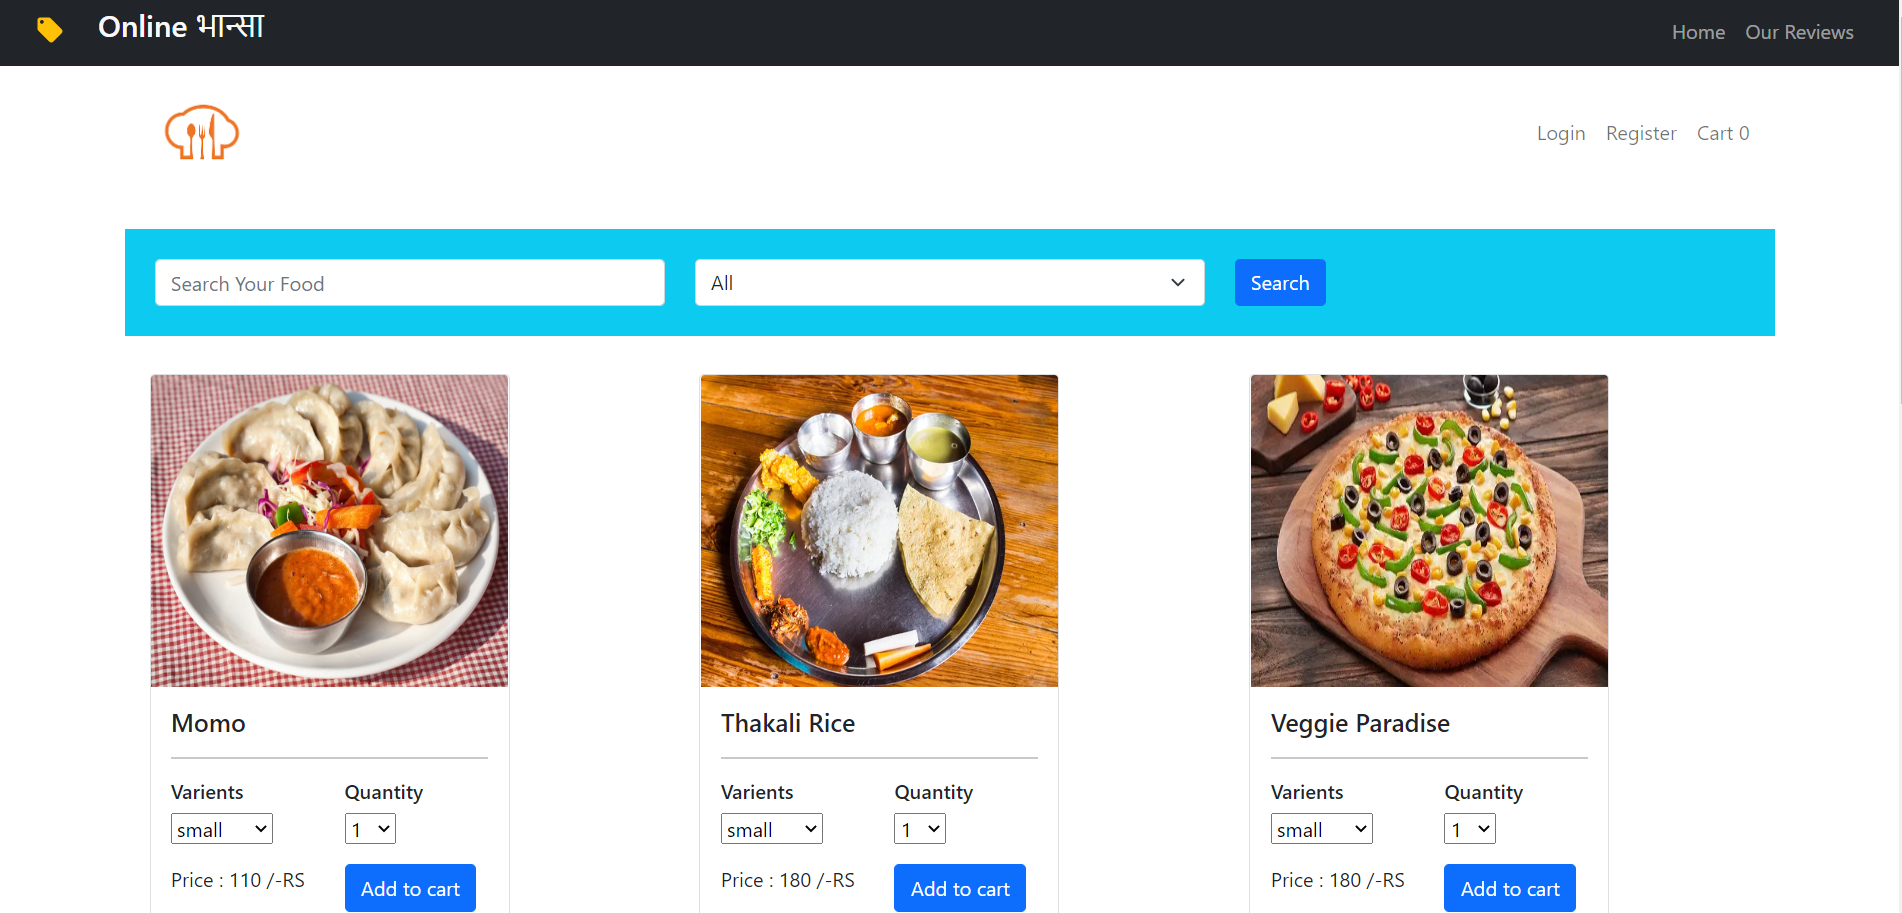 Online भान्सा
Home Our Reviews
Login Register Cart 0
Search Your Food All Search
Momo
Varients Quantity
small 1
Price : 110 /-RS Add to cart
Thakali Rice
Varients Quantity
small 1
Price : 180 /-RS Add to cart
Veggie Paradise
Varients Quantity
small 1
Price : 180 /-RS Add to cart